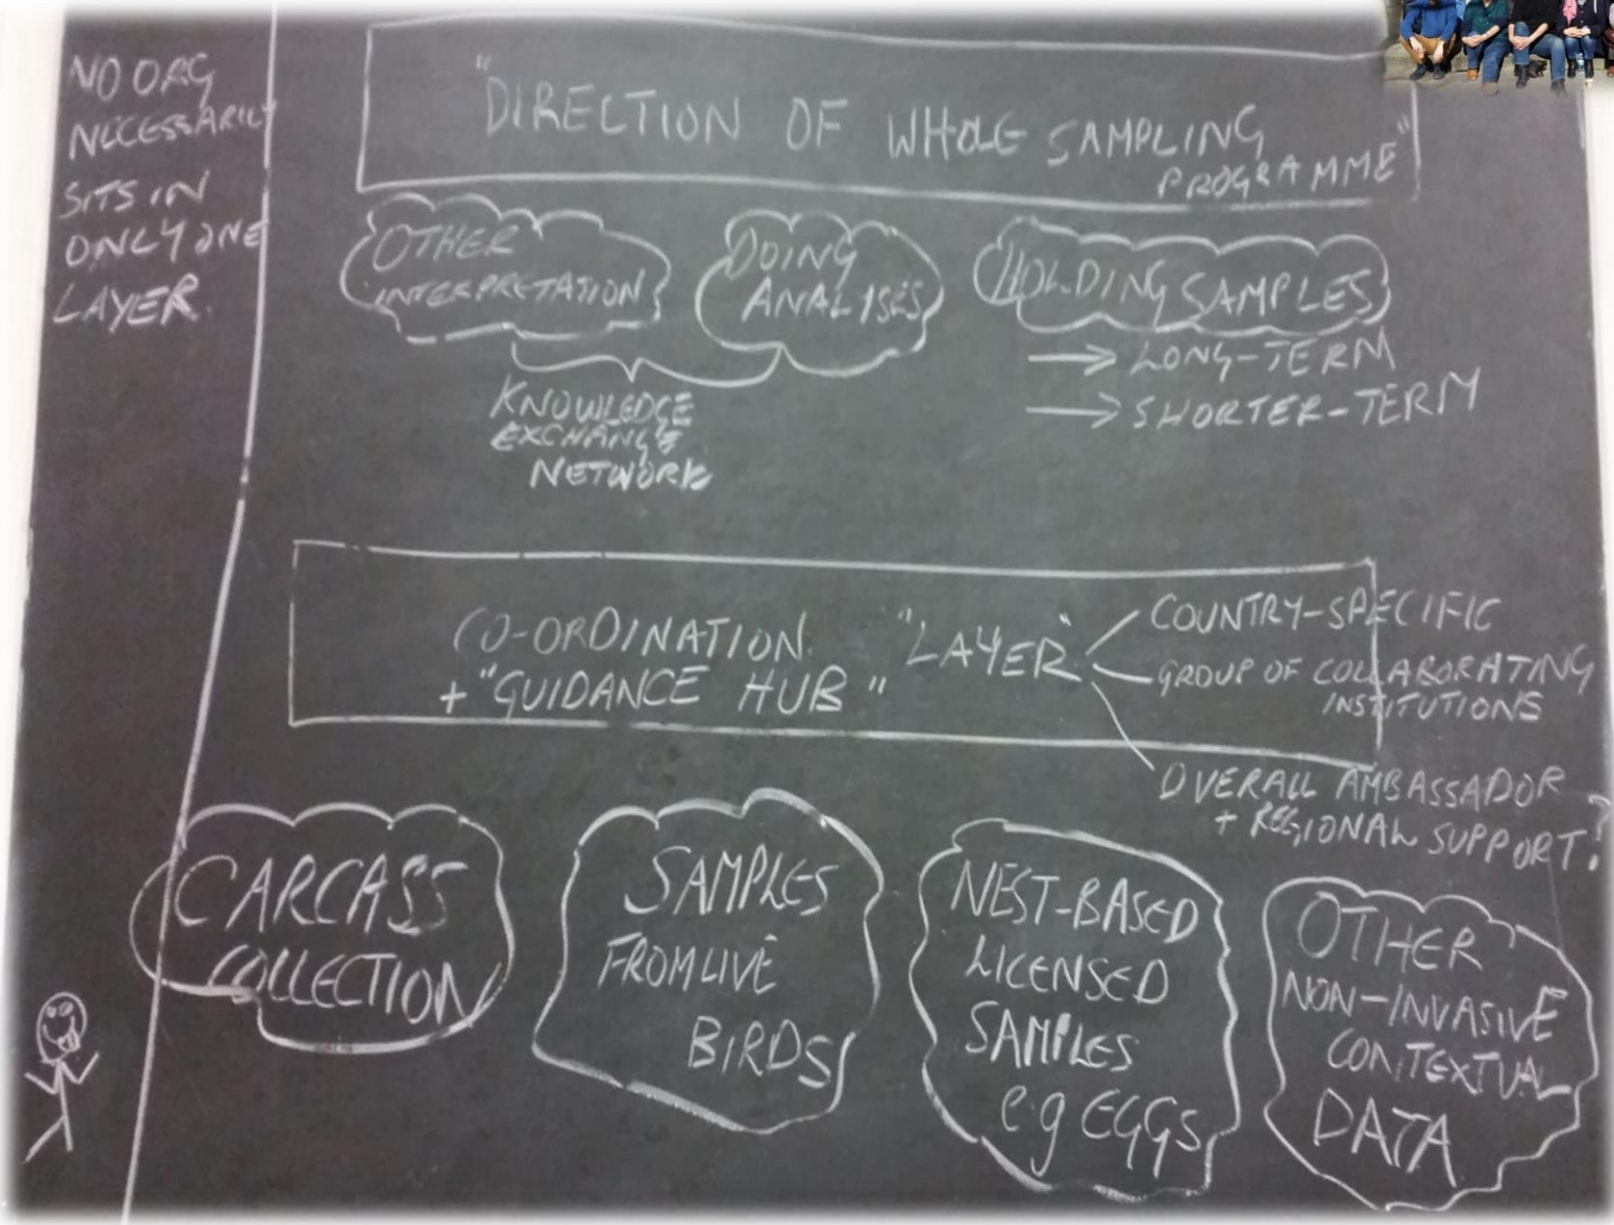 NO ORG
NECESSARILY
SITS IN
ONLY ONE
LAYER.
"DIRECTION OF WHOLE SAMPLING
PROGRAMME"
OTHER
INTERPRETATION
DOING
ANALYSES
HOLDING SAMPLES
→ LONG-TERM
→ SHORTER-TERM
KNOWLEDGE
EXCHANGE
NETWORK
CO-ORDINATION "LAYER"
+ "GUIDANCE HUB"
COUNTRY-SPECIFIC
GROUP OF COLLABORATING
INSTITUTIONS
OVERALL AMBASSADOR
+ REGIONAL SUPPORT?
CARCASS
COLLECTION
SAMPLES
FROM LIVE
BIRDS
NEST-BASED
LICENSED
SAMPLES
e.g EGGS
OTHER
NON-INVASIVE
CONTEXTUAL
DATA